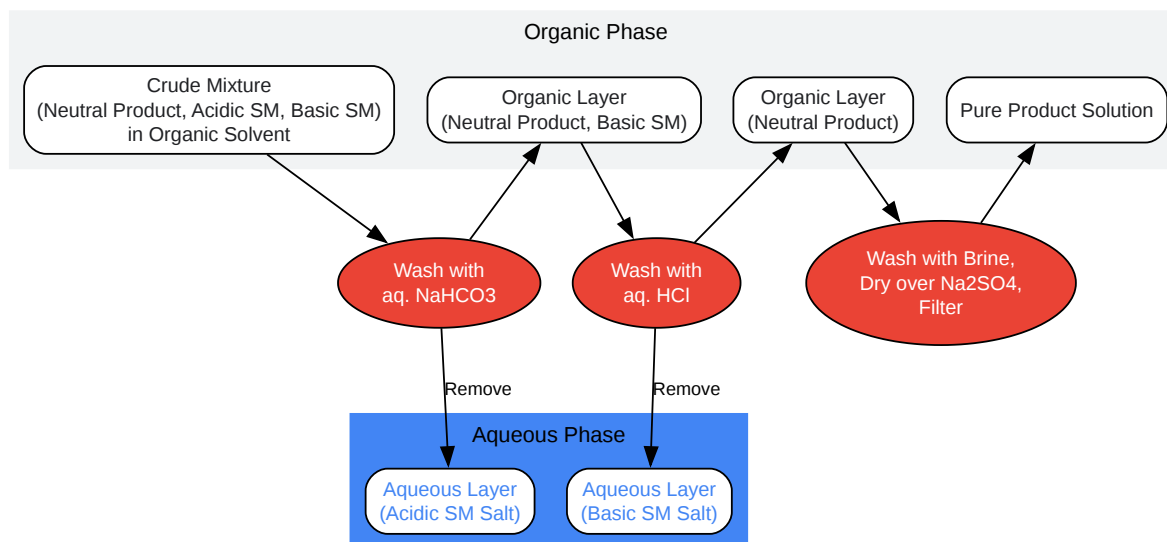 Organic Phase
Crude Mixture
(Neutral Product, Acidic SM, Basic SM)
in Organic Solvent
Organic Layer
(Neutral Product, Basic SM)
Organic Layer
(Neutral Product)
Pure Product Solution
Wash with
aq. NaHCO3
Wash with
aq. HCl
Wash with Brine,
Dry over Na2SO4,
Filter
Remove
Remove
Aqueous Phase
Aqueous Layer
(Acidic SM Salt)
Aqueous Layer
(Basic SM Salt)